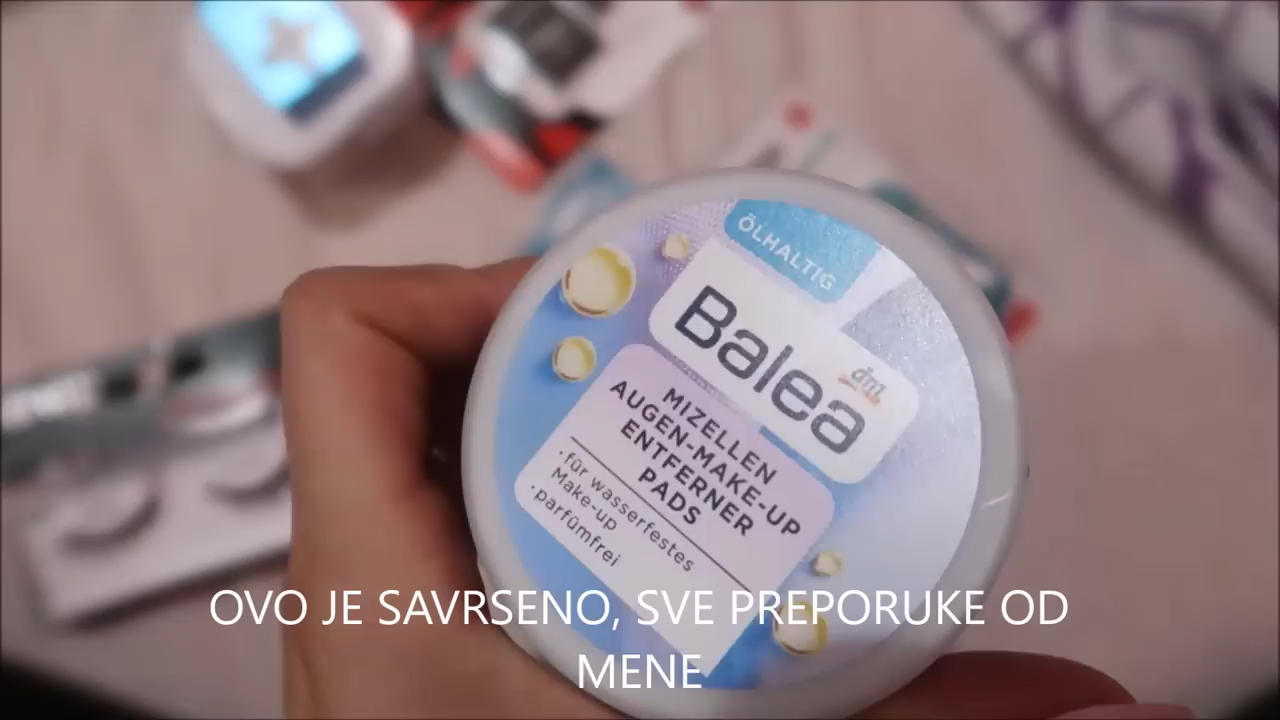 ÖLHALTIG
Balea
dm
MIZELLEN
AUGEN-MAKE-UP
ENTFERNER
PADS
· für wasserfestes
Make-up
· parfümfrei
OVO JE SAVRSENO, SVE PREPORUKE OD
MENE